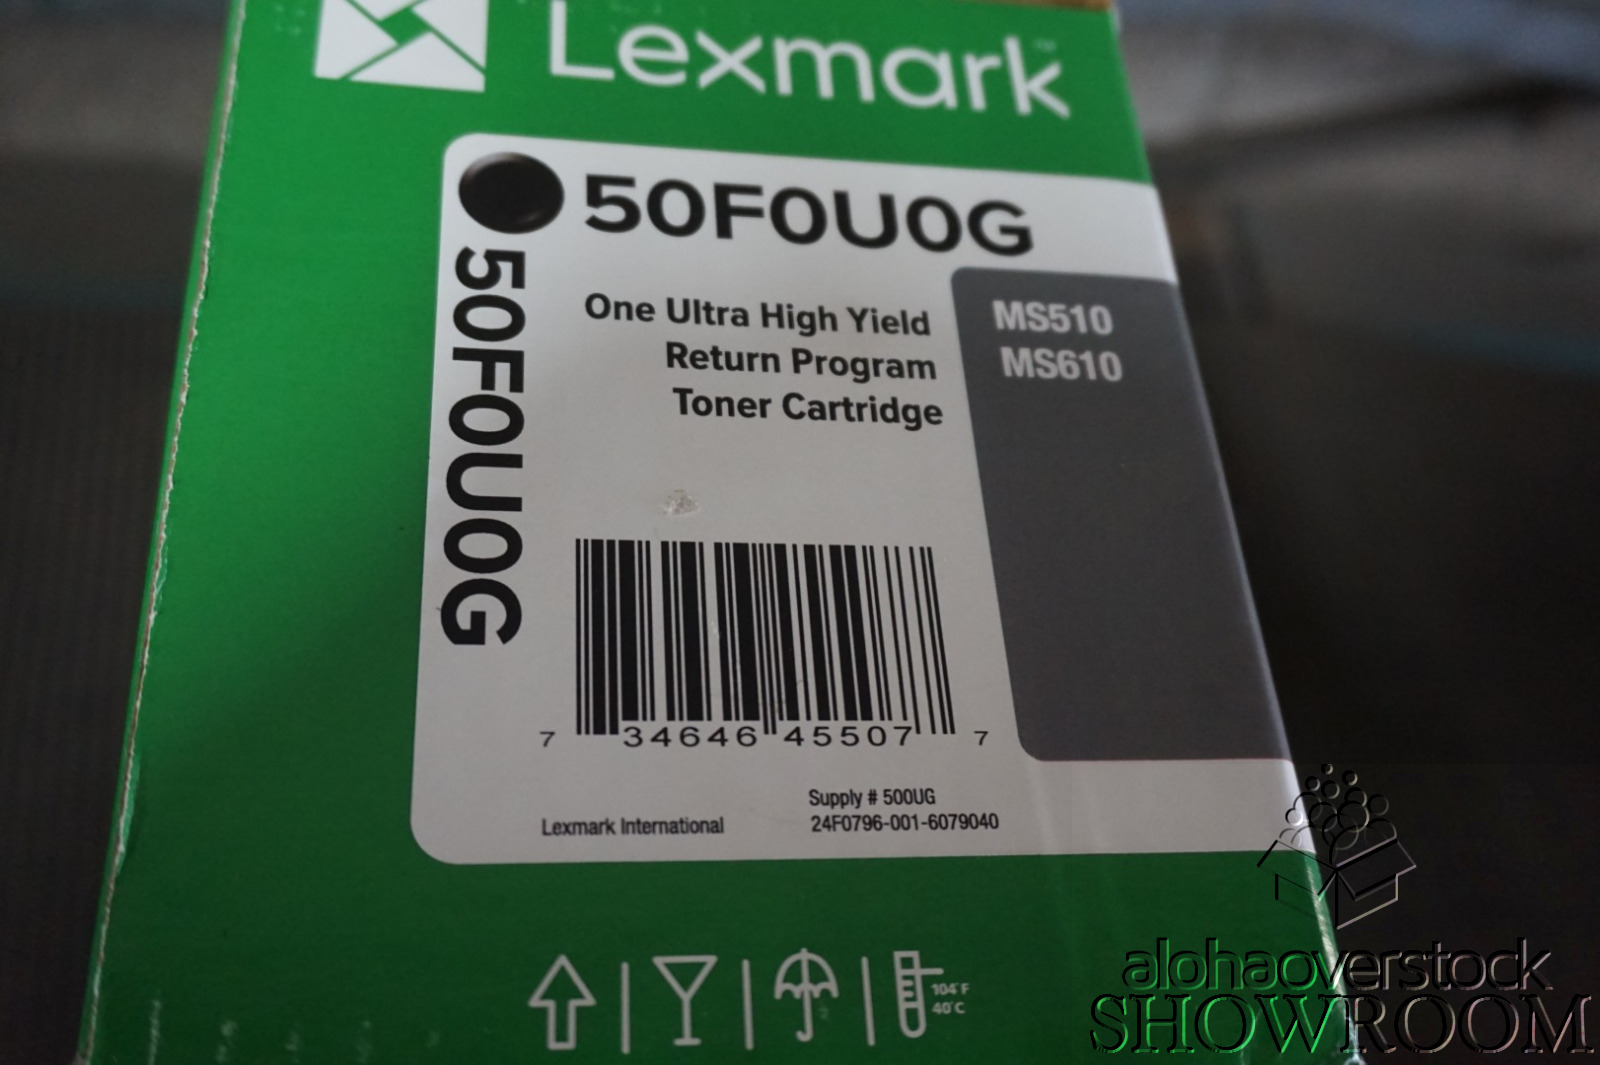 Lexmark™
50F0U0G
50F0U0G
One Ultra High Yield
Return Program
Toner Cartridge
MS510
MS610
7 34646 45507 7
Supply # 500UG
Lexmark International 24F0796-001-6079040
104°F
40°C
alohaoverstock
SHOWROOM